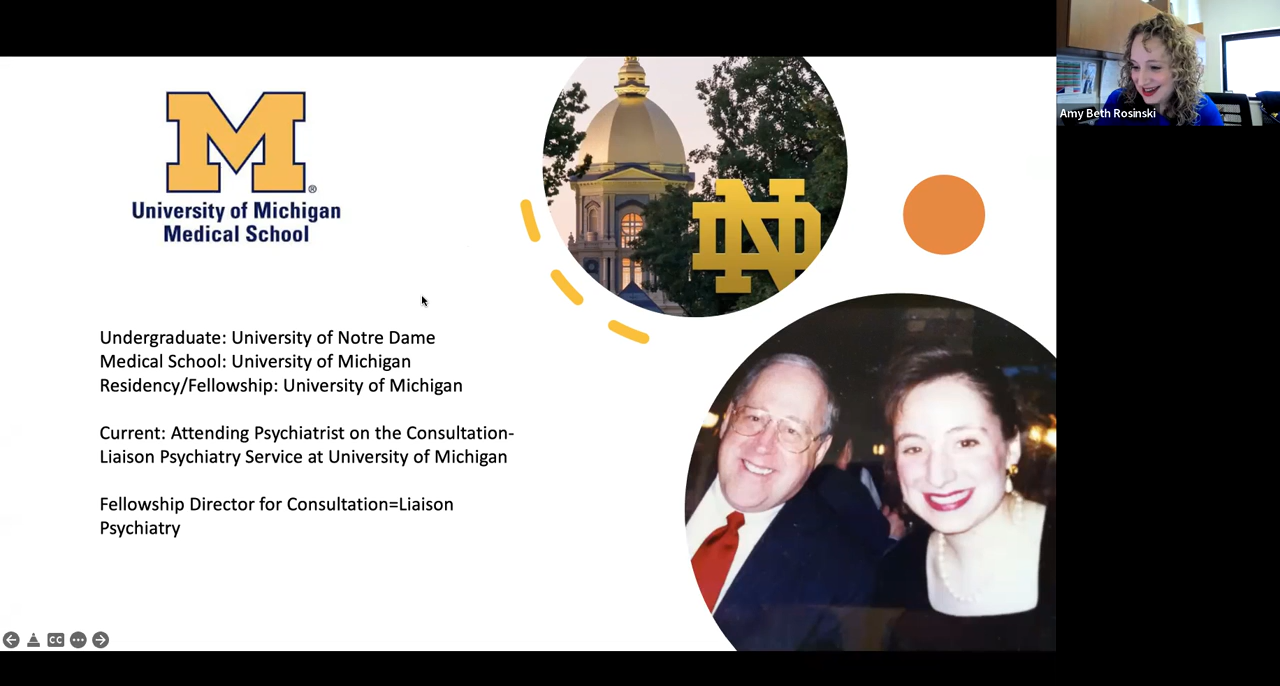 M
®
University of Michigan
Medical School
ND
Amy Beth Rosinski
Undergraduate: University of Notre Dame
Medical School: University of Michigan
Residency/Fellowship: University of Michigan
Current: Attending Psychiatrist on the Consultation-
Liaison Psychiatry Service at University of Michigan
Fellowship Director for Consultation=Liaison
Psychiatry
CC